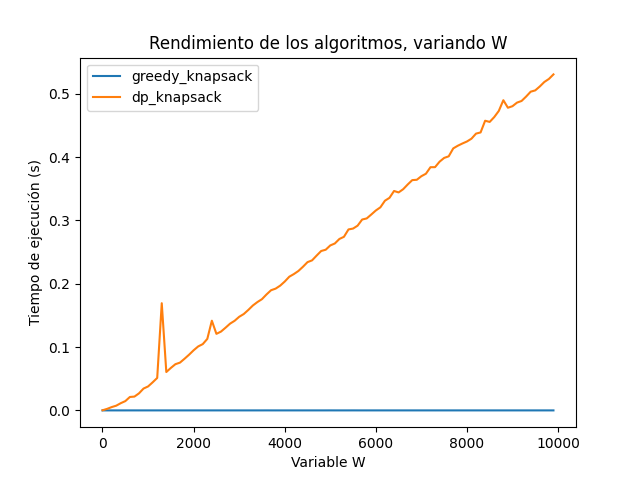 Rendimiento de los algoritmos, variando W
greedy_knapsack
dp_knapsack
Tiempo de ejecución (s)
0.5
0.4
0.3
0.2
0.1
0.0
0 2000 4000 6000 8000 10000
Variable W